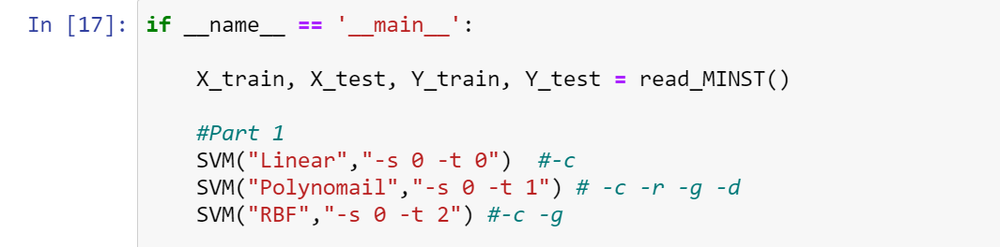 In [17]: if __name__ == '__main__':
X_train, X_test, Y_train, Y_test = read_MINST()
#Part 1
SVM("Linear","-s 0 -t 0")  #-c
SVM("Polynomail","-s 0 -t 1") # -c -r -g -d
SVM("RBF","-s 0 -t 2") #-c -g